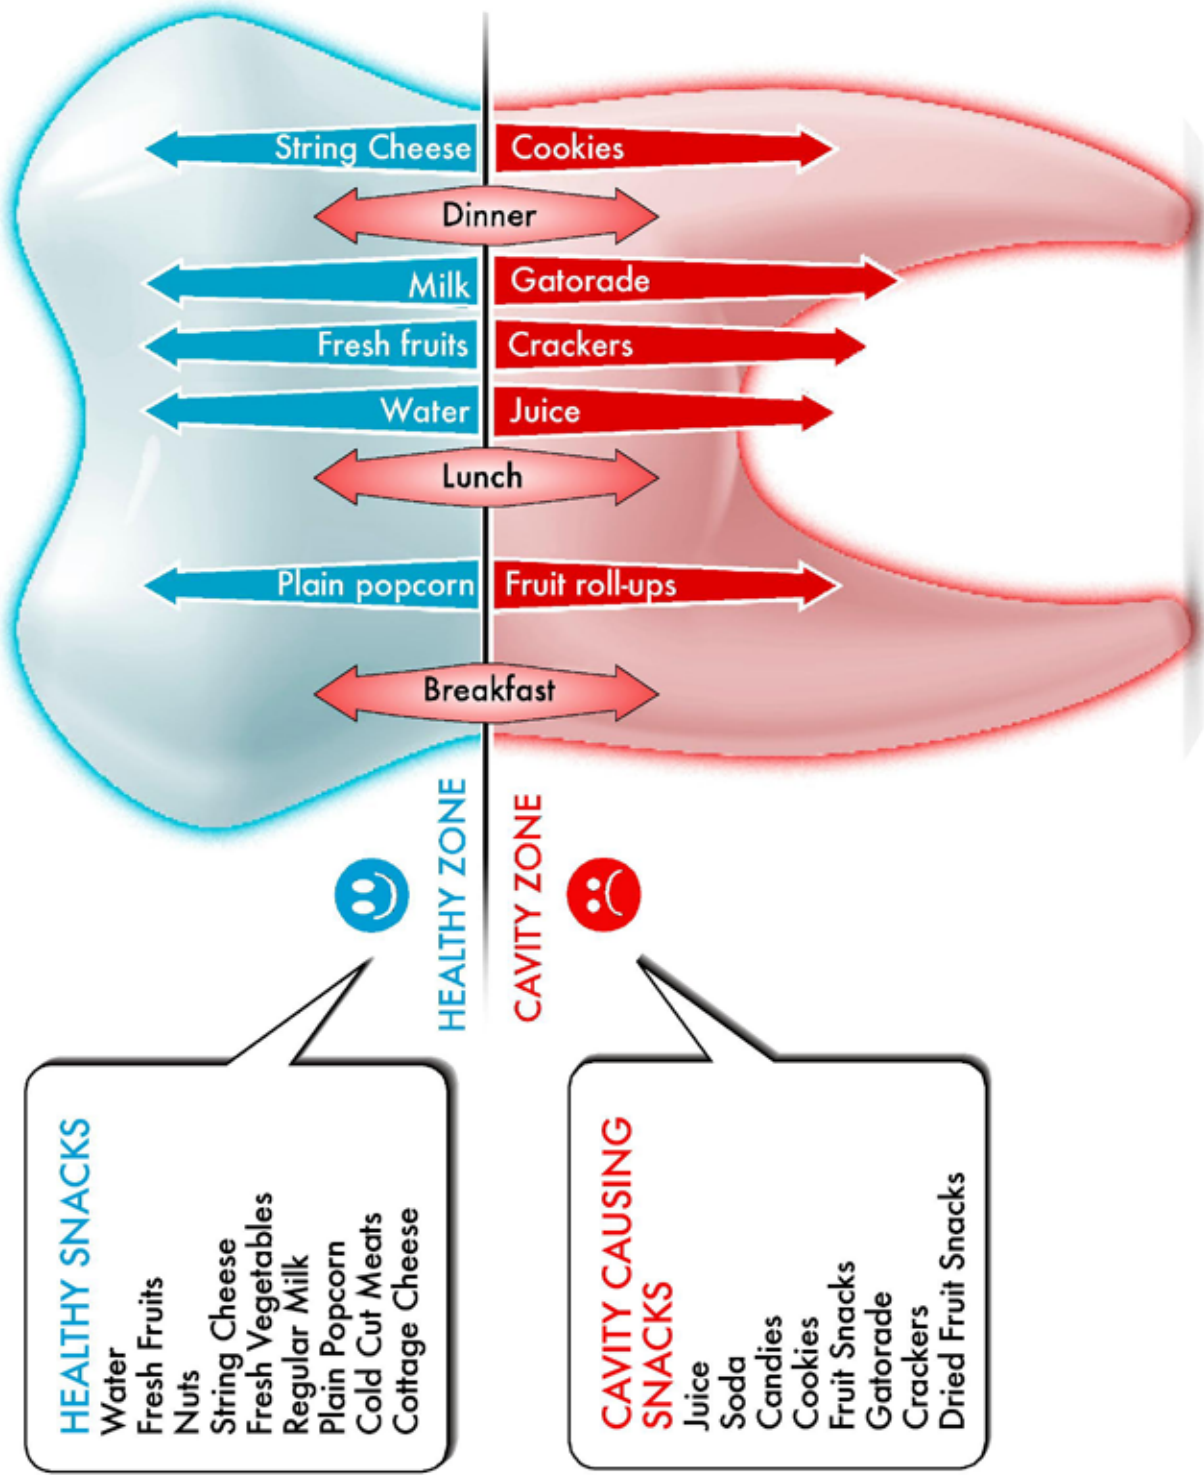 String Cheese
Cookies
Dinner
Milk
Gatorade
Fresh fruits
Crackers
Water
Juice
Lunch
Plain popcorn
Fruit roll-ups
Breakfast
HEALTHY ZONE
CAVITY ZONE
HEALTHY SNACKS
Water
Fresh Fruits
Nuts
String Cheese
Fresh Vegetables
Regular Milk
Plain Popcorn
Cold Cut Meats
Cottage Cheese
CAVITY CAUSING
SNACKS
Juice
Soda
Candies
Cookies
Fruit Snacks
Gatorade
Crackers
Dried Fruit Snacks